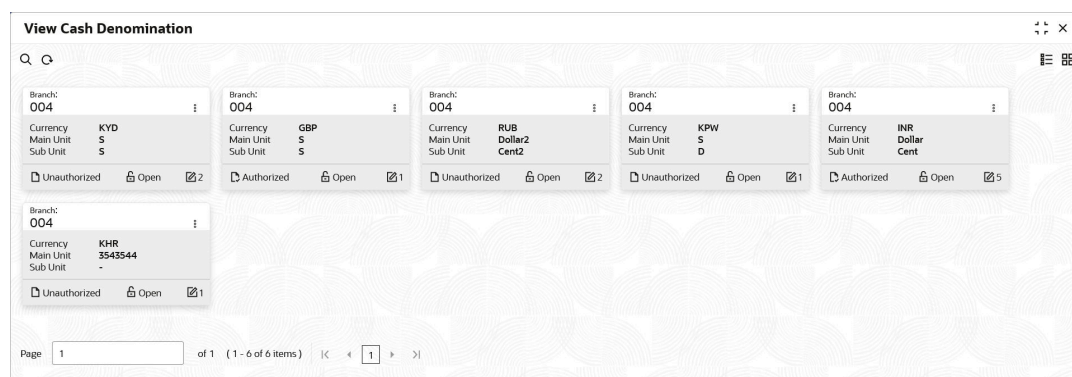 View Cash Denomination
Branch:
004
Currency KYD
Main Unit S
Sub Unit S
Unauthorized Open 2
Branch:
004
Currency GBP
Main Unit S
Sub Unit S
Authorized Open 1
Branch:
004
Currency RUB
Main Unit Dollar2
Sub Unit Cent2
Unauthorized Open 2
Branch:
004
Currency KPW
Main Unit S
Sub Unit D
Unauthorized Open 1
Branch:
004
Currency INR
Main Unit Dollar
Sub Unit Cent
Authorized Open 5
Branch:
004
Currency KHR
Main Unit 3543544
Sub Unit -
Unauthorized Open 1
Page 1 of 1 ( 1 - 6 of 6 items ) 1